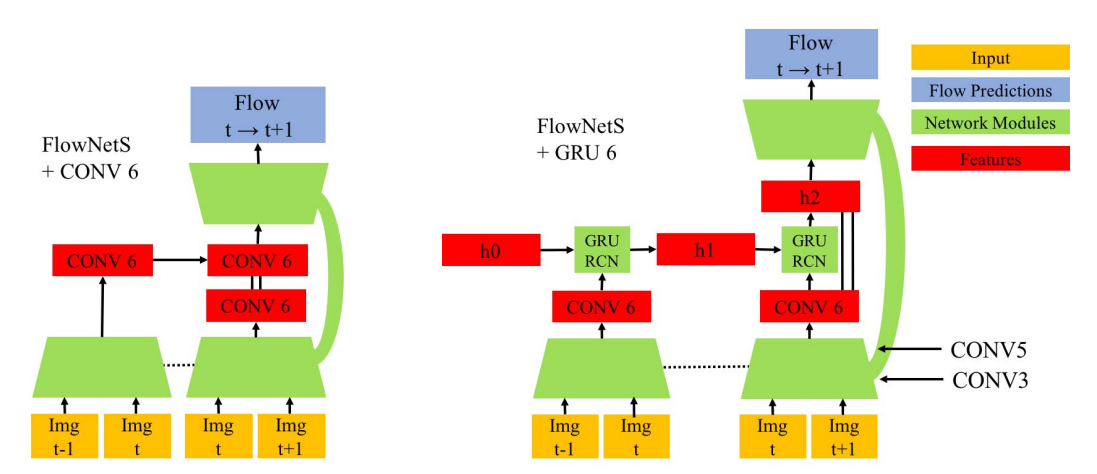 FlowNetS
+ CONV 6
Flow
t → t+1
CONV 6
CONV 6
CONV 6
Img
t-1
Img
t
Img
t
Img
t+1
FlowNetS
+ GRU 6
Flow
t → t+1
h2
h0
GRU
RCN
h1
GRU
RCN
CONV 6
CONV 6
CONV5
CONV3
Img
t-1
Img
t
Img
t
Img
t+1
Input
Flow Predictions
Network Modules
Features